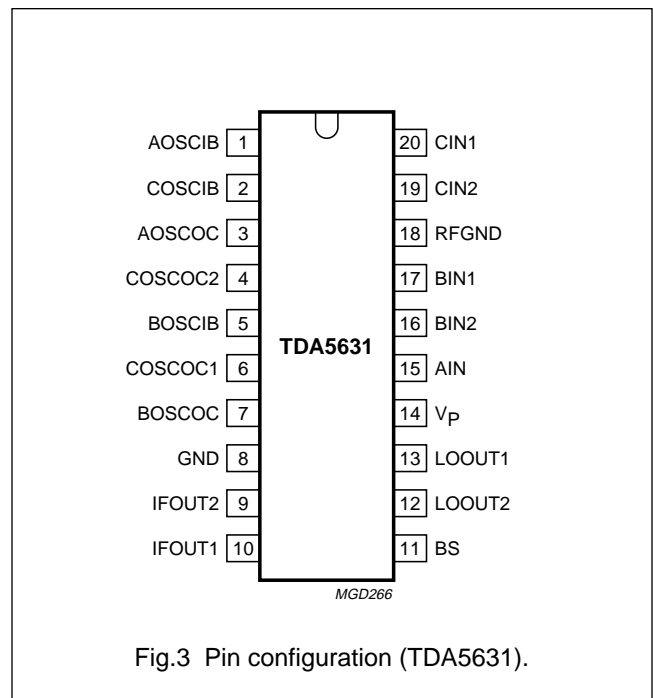 AOSCIB 1
COSCIB 2
AOSCOC 3
COSCOC2 4
BOSCIB 5
COSCOC1 6
BOSCOC 7
GND 8
IFOUT2 9
IFOUT1 10
TDA5631
20 CIN1
19 CIN2
18 RFGND
17 BIN1
16 BIN2
15 AIN
14 VP
13 LOOUT1
12 LOOUT2
11 BS
MGD266
Fig.3 Pin configuration (TDA5631).